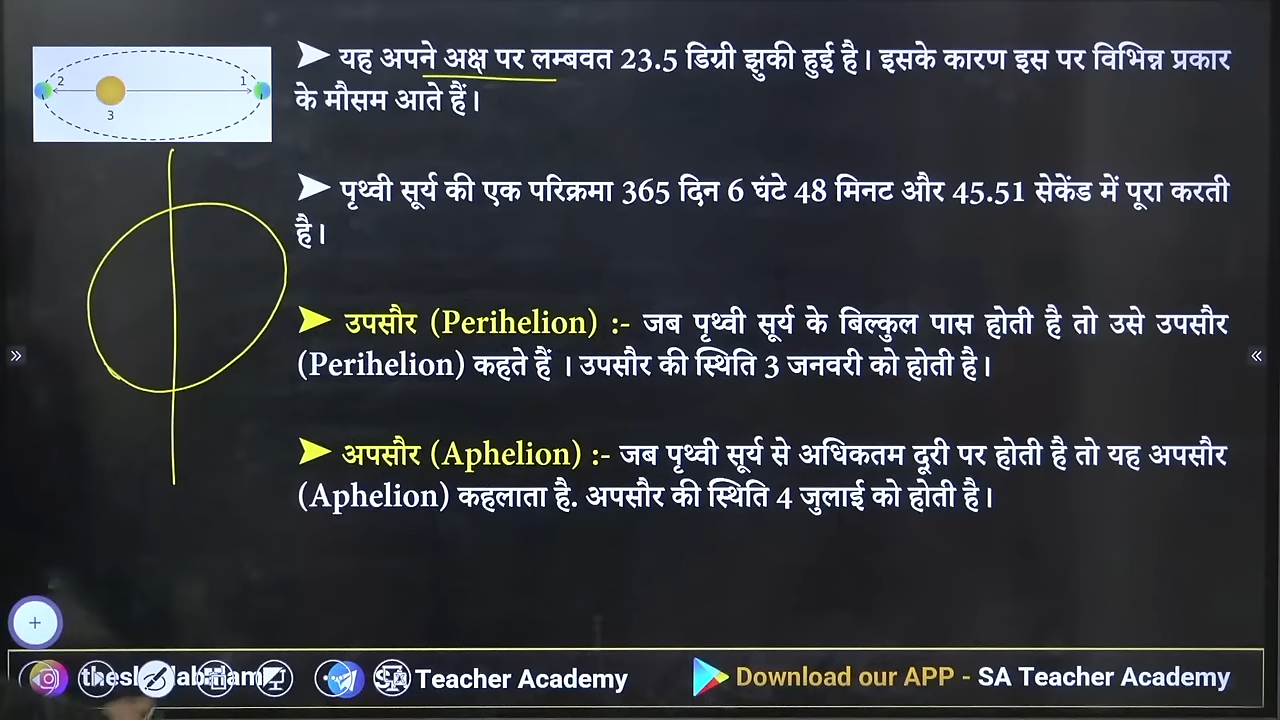 ➤ यह अपने अक्ष पर लम्बवत 23.5 डिग्री झुकी हुई है। इसके कारण इस पर विभिन्न प्रकार
के मौसम आते हैं।
2
1
3
➤ पृथ्वी सूर्य की एक परिक्रमा 365 दिन 6 घंटे 48 मिनट और 45.51 सेकेंड में पूरा करती
है।
➤ उपसौर (Perihelion) :- जब पृथ्वी सूर्य के बिल्कुल पास होती है तो उसे उपसौर
(Perihelion) कहते हैं । उपसौर की स्थिति 3 जनवरी को होती है।
➤ अपसौर (Aphelion) :- जब पृथ्वी सूर्य से अधिकतम दूरी पर होती है तो यह अपसौर
(Aphelion) कहलाता है. अपसौर की स्थिति 4 जुलाई को होती है।
Teacher Academy
Download our APP - SA Teacher Academy